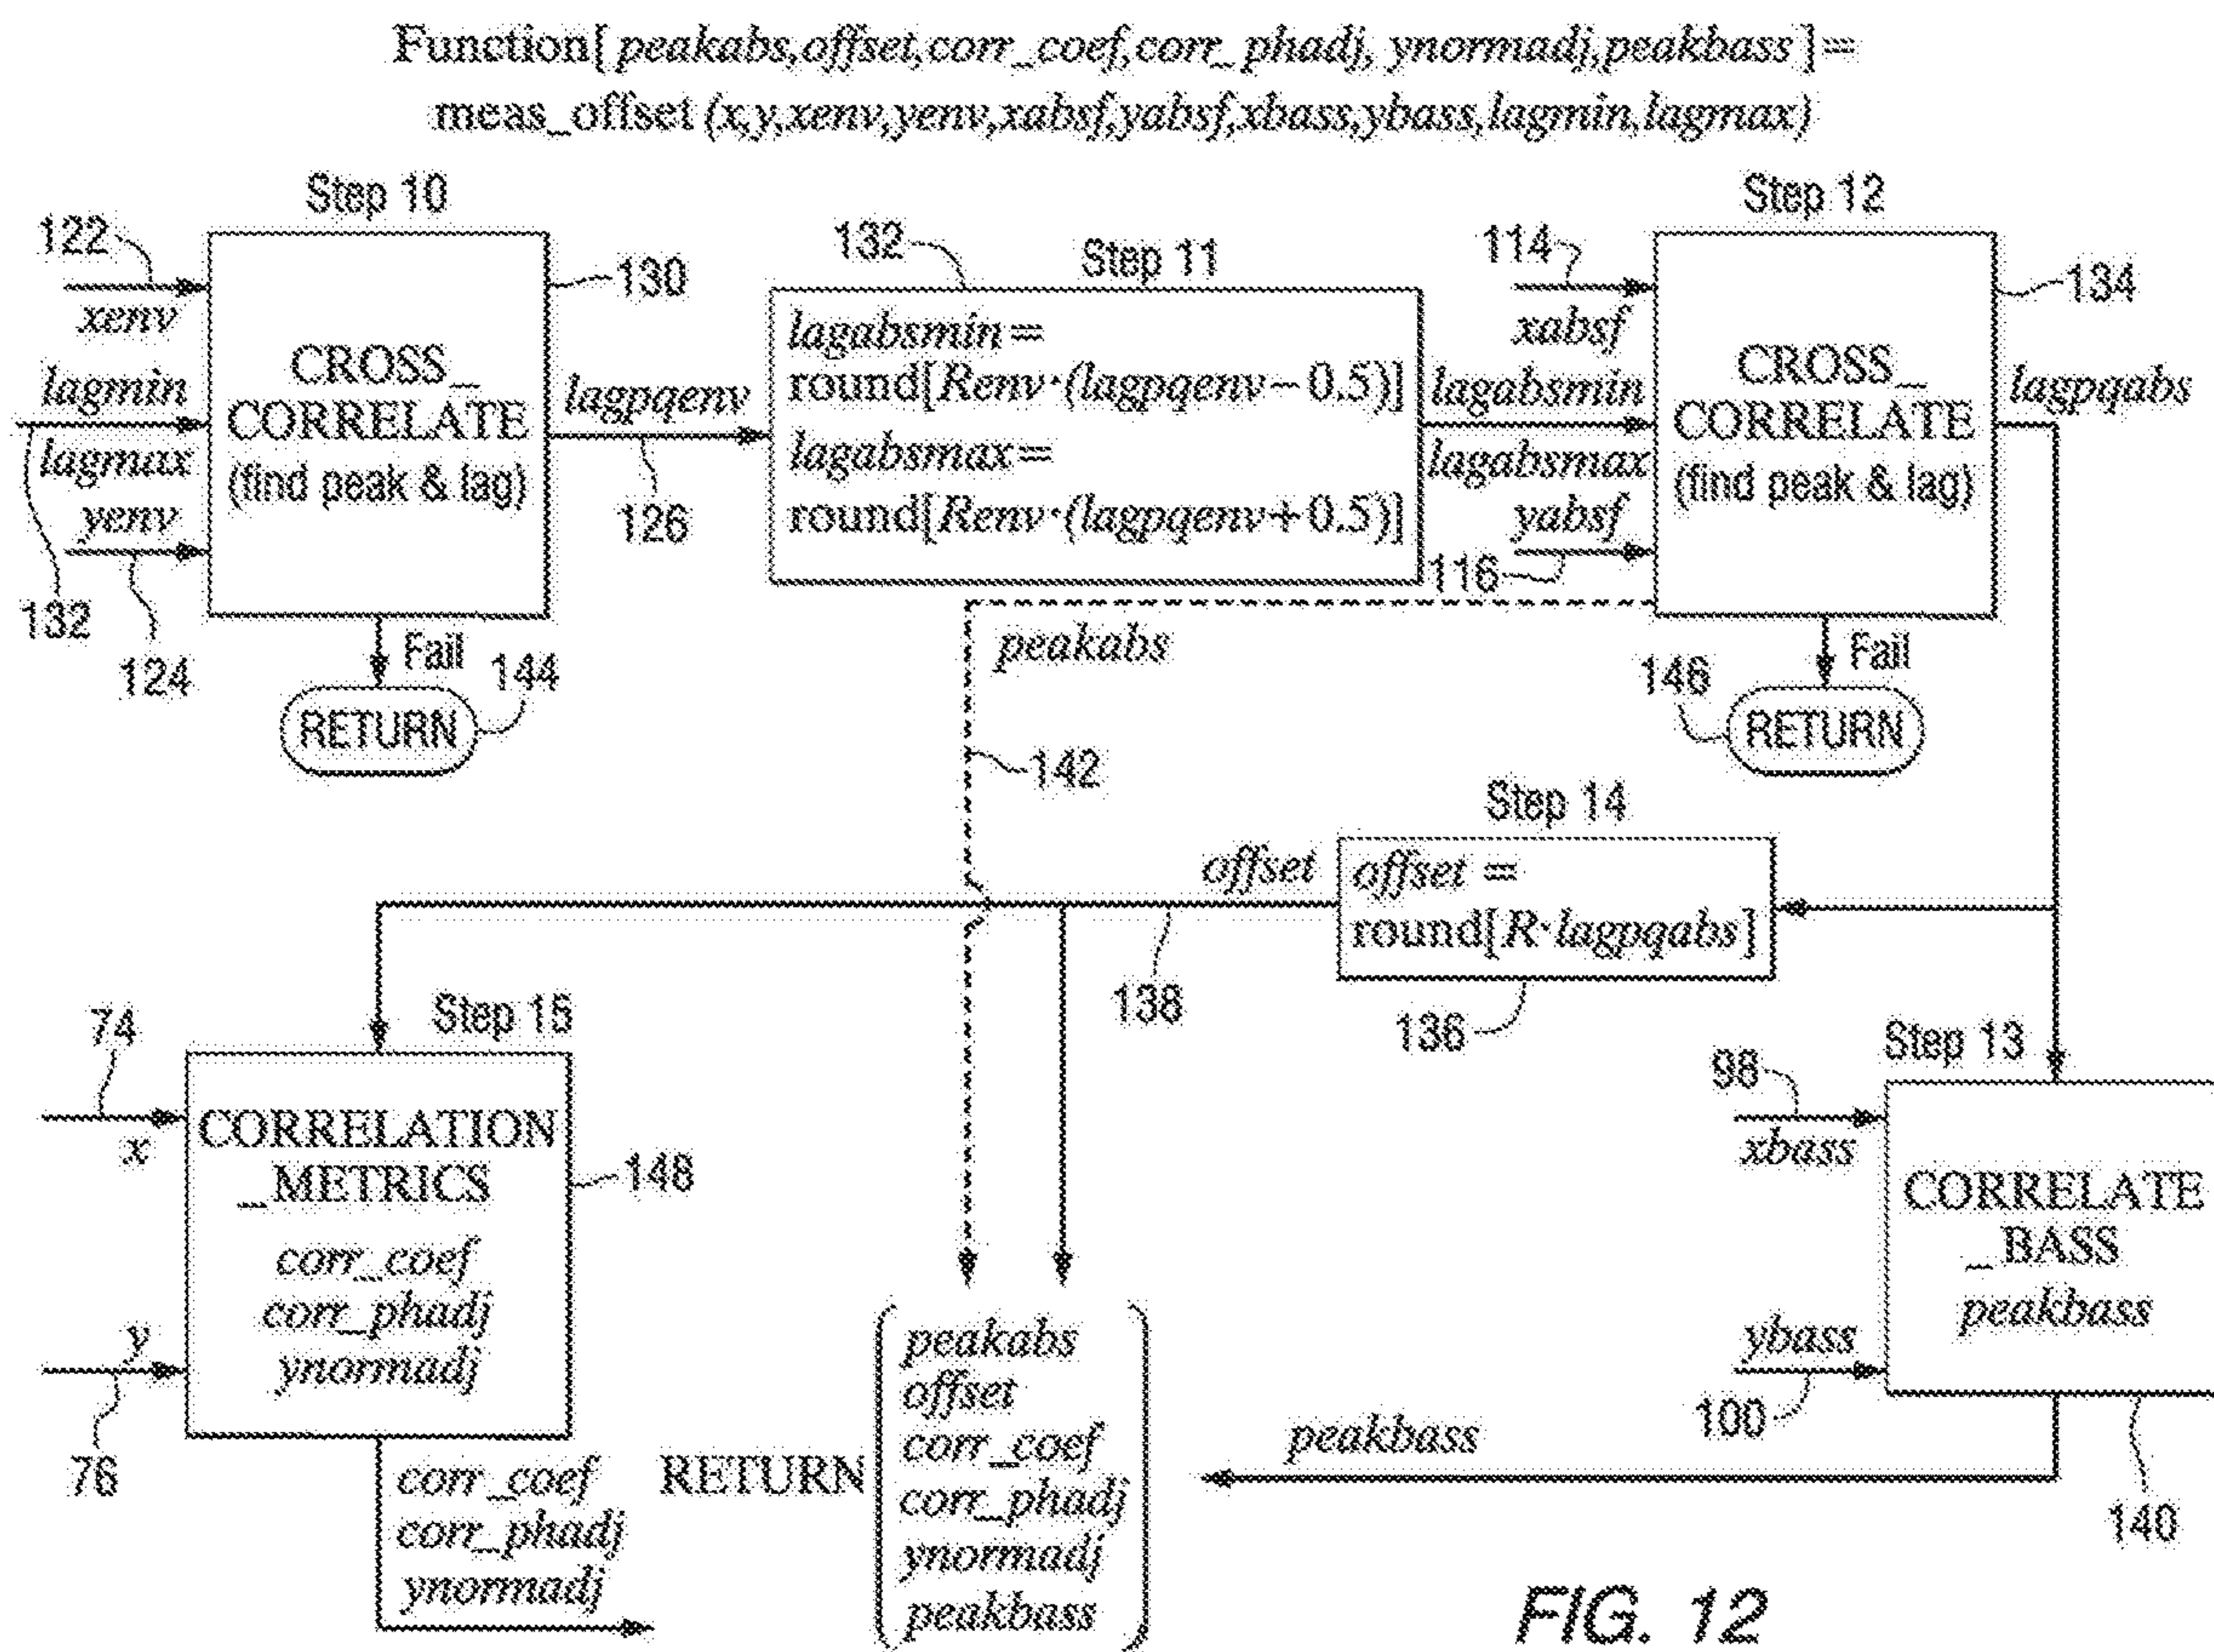 Function[ peakabs,offset,corr_coef,corr_phadj, ynormadj,peakbass ] =
meas_offset (x,y,xenv,yenv,xabsf,yabsf,xbass,ybass,lagmin,lagmax)
Step 10
122
xenv
lagmin
lagmax
yenv
132
124
CROSS_
CORRELATE
(find peak & lag)
130
Fail
144
RETURN
lagpqenv
126
132
Step 11
lagabsmin =
round[Renv·(lagpqenv − 0.5)]
lagabsmax =
round[Renv·(lagpqenv + 0.5)]
Step 12
114
xabsf
lagabsmin
lagabsmax
yabsf
116
CROSS_
CORRELATE
(find peak & lag)
134
lagpqabs
Fail
146
RETURN
peakabs
142
Step 14
offset
offset =
round[R·lagpqabs]
138
136
Step 15
74
x
y
76
CORRELATION
_METRICS
corr_coef
corr_phadj
ynormadj
148
corr_coef
corr_phadj
ynormadj
Step 13
98
xbass
ybass
100
CORRELATE
_BASS
peakbass
140
peakbass
RETURN
peakabs
offset
corr_coef
corr_phadj
ynormadj
peakbass
FIG. 12